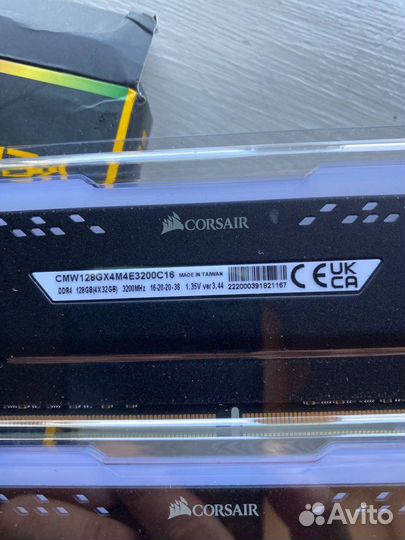 CORSAIR
CMW128GX4M4E3200C16 MADE IN TAIWAN
DDR4 128GB(4X32GB) 3200MHz 16-20-20-38 1.35V ver3.44 222000391821167
CE UK CA
CORSAIR
Avito